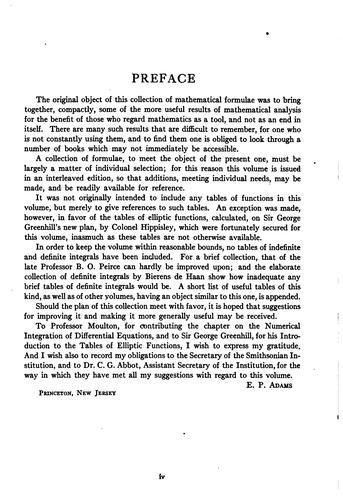 PREFACE
The original object of this collection of mathematical formulae was to bring
together, compactly, some of the more useful results of mathematical analysis
for the benefit of those who regard mathematics as a tool, and not as an end in
itself. There are many such results that are difficult to remember, for one who
is not constantly using them, and to find them one is obliged to look through a
number of books which may not immediately be accessible.
A collection of formulae, to meet the object of the present one, must be
largely a matter of individual selection; for this reason this volume is issued
in an interleaved edition, so that additions, meeting individual needs, may be
made, and be readily available for reference.
It was not originally intended to include any tables of functions in this
volume, but merely to give references to such tables. An exception was made,
however, in favor of the tables of elliptic functions, calculated, on Sir George
Greenhill's new plan, by Colonel Hippisley, which were fortunately secured for
this volume, inasmuch as these tables are not otherwise available.
In order to keep the volume within reasonable bounds, no tables of indefinite
and definite integrals have been included. For a brief collection, that of the
late Professor B. O. Peirce can hardly be improved upon; and the elaborate
collection of definite integrals by Bierens de Haan show how inadequate any
brief tables of definite integrals would be. A short list of useful tables of this
kind, as well as of other volumes, having an object similar to this one, is appended.
Should the plan of this collection meet with favor, it is hoped that suggestions
for improving it and making it more generally useful may be received.
To Professor Moulton, for contributing the chapter on the Numerical
Integration of Differential Equations, and to Sir George Greenhill, for his Intro-
duction to the Tables of Elliptic Functions, I wish to express my gratitude.
And I wish also to record my obligations to the Secretary of the Smithsonian In-
stitution, and to Dr. C. G. Abbot, Assistant Secretary of the Institution, for the
way in which they have met all my suggestions with regard to this volume.
E. P. ADAMS
PRINCETON, NEW JERSEY
iv